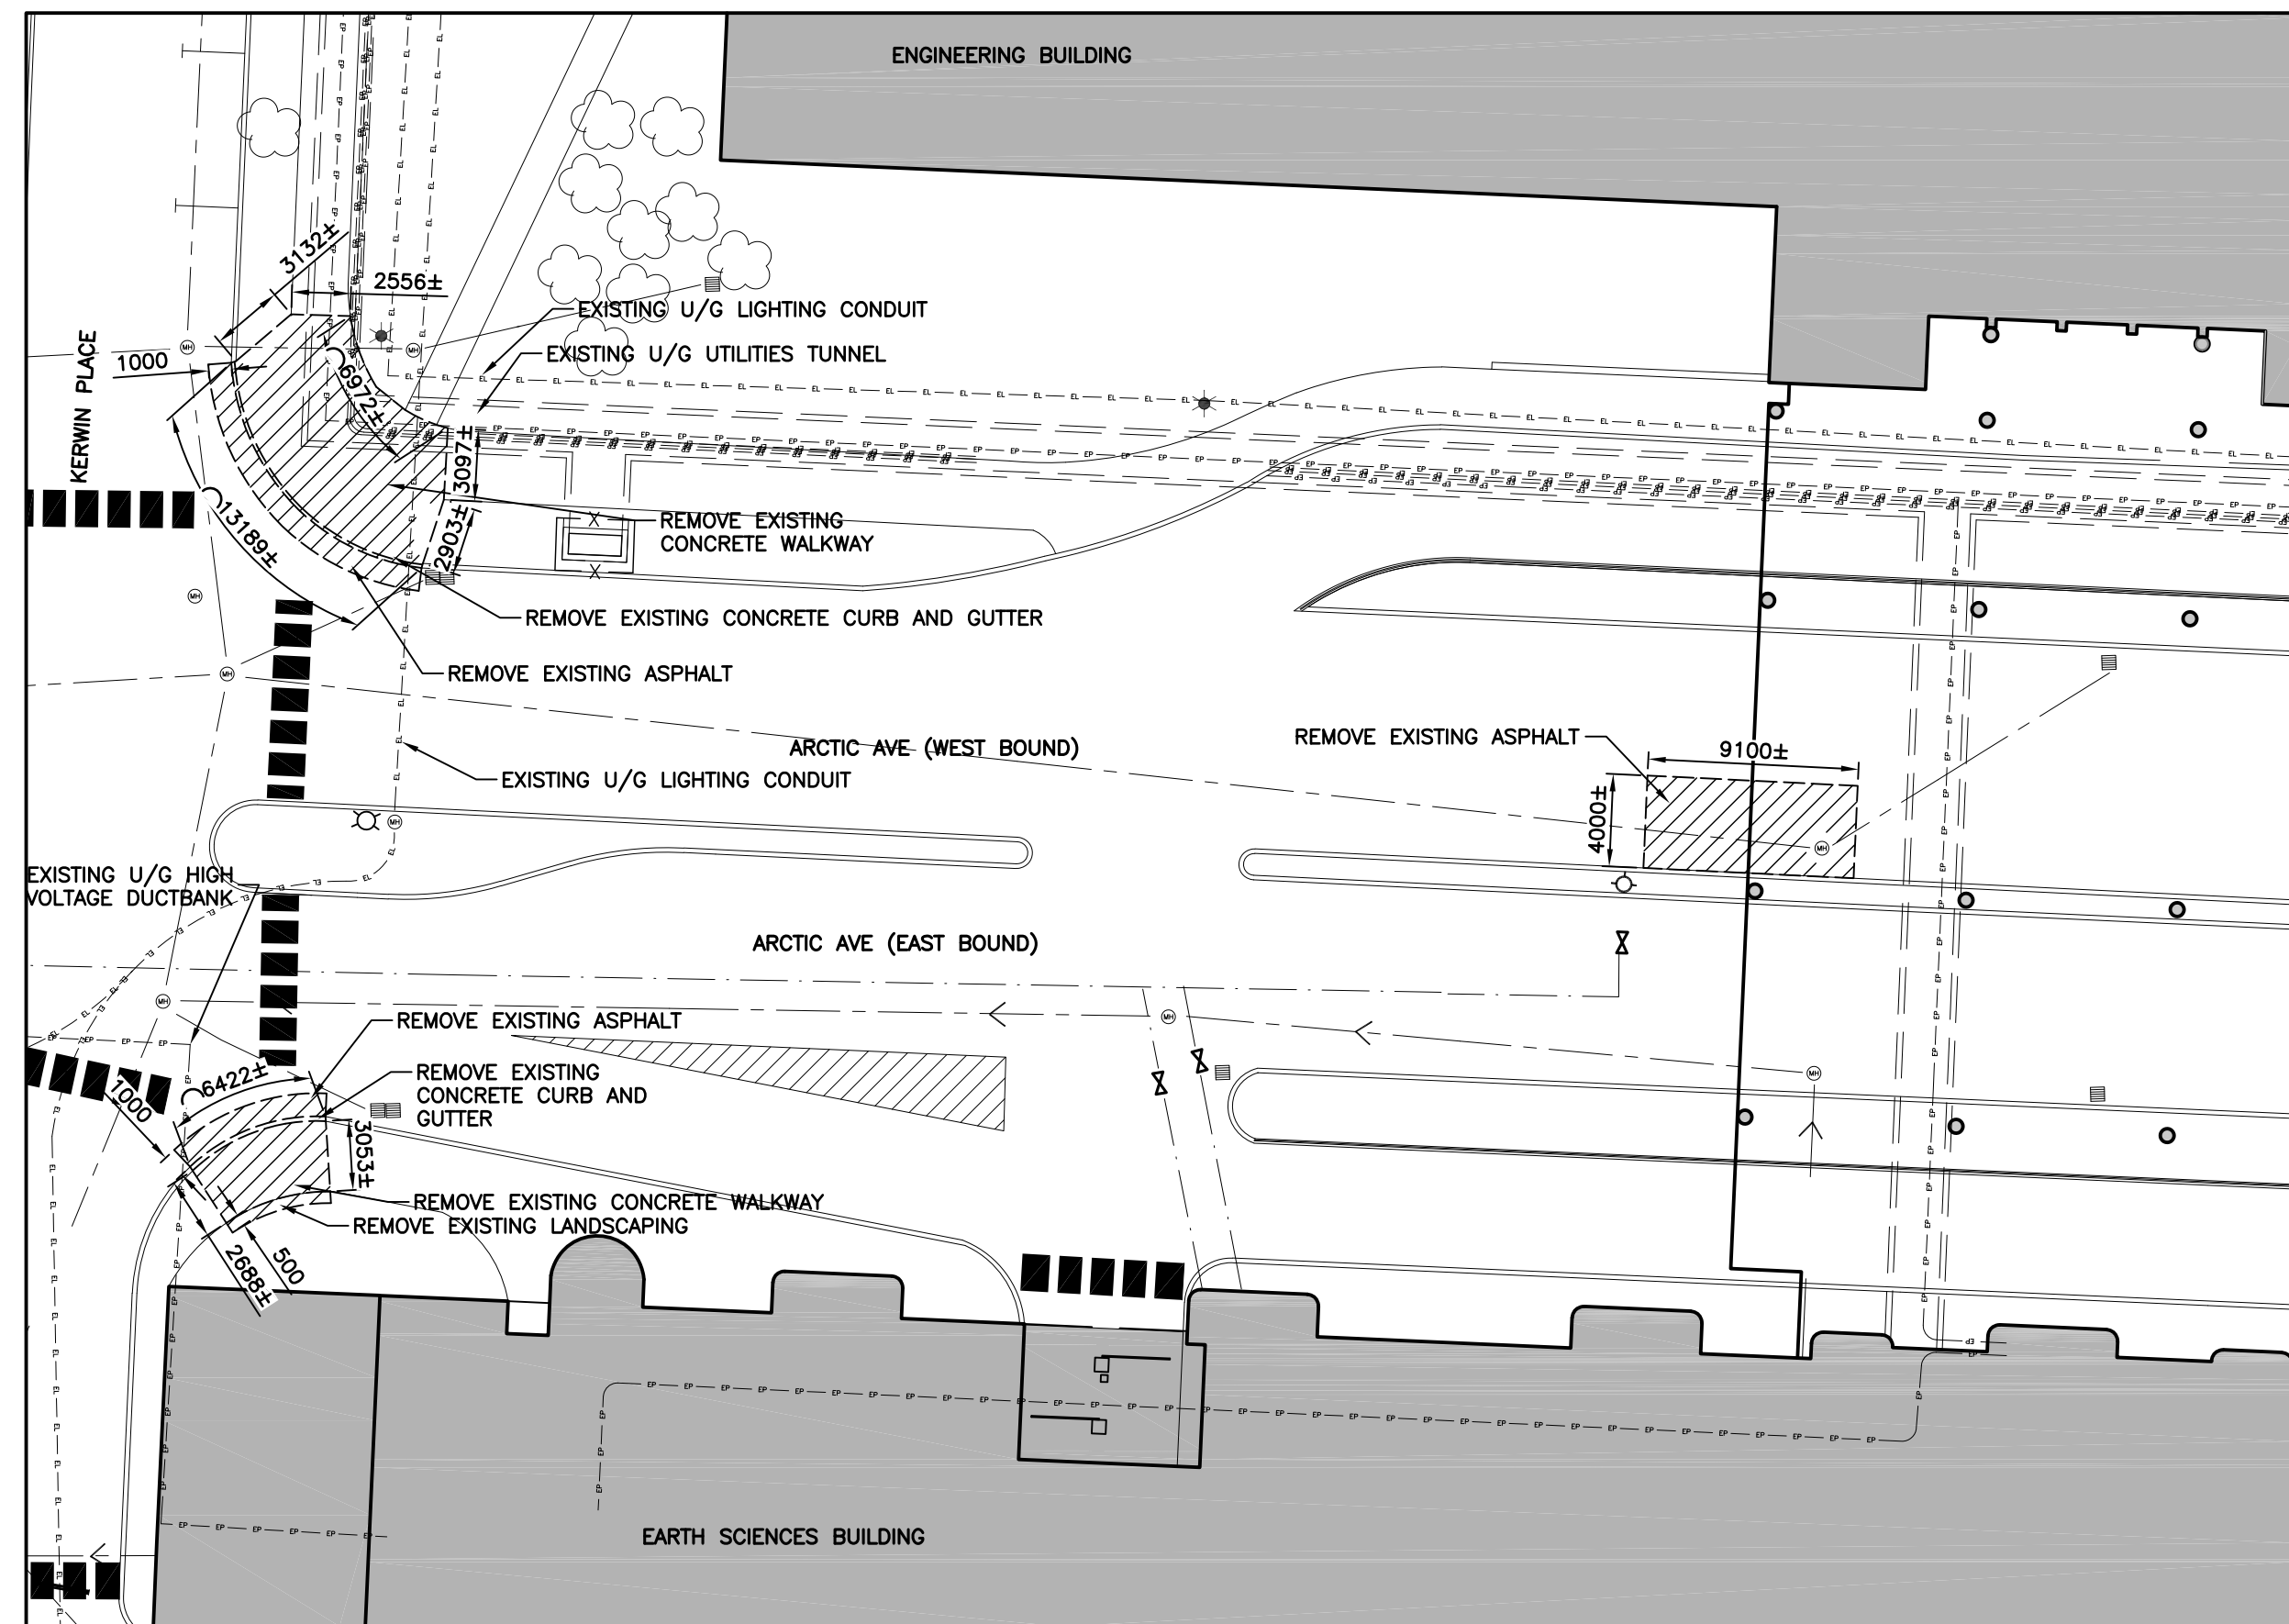 ENGINEERING BUILDING
3132±
2556±
EXISTING U/G LIGHTING CONDUIT
EXISTING U/G UTILITIES TUNNEL
1000
KERWIN PLACE
6972±
3097±
2903±
13189±
REMOVE EXISTING
CONCRETE WALKWAY
REMOVE EXISTING CONCRETE CURB AND GUTTER
REMOVE EXISTING ASPHALT
ARCTIC AVE (WEST BOUND)
REMOVE EXISTING ASPHALT
9100±
4000±
EXISTING U/G LIGHTING CONDUIT
EXISTING U/G HIGH
VOLTAGE DUCTBANK
ARCTIC AVE (EAST BOUND)
REMOVE EXISTING ASPHALT
REMOVE EXISTING
CONCRETE CURB AND
GUTTER
6422±
1000
3053±
REMOVE EXISTING CONCRETE WALKWAY
REMOVE EXISTING LANDSCAPING
500
2688±
EARTH SCIENCES BUILDING